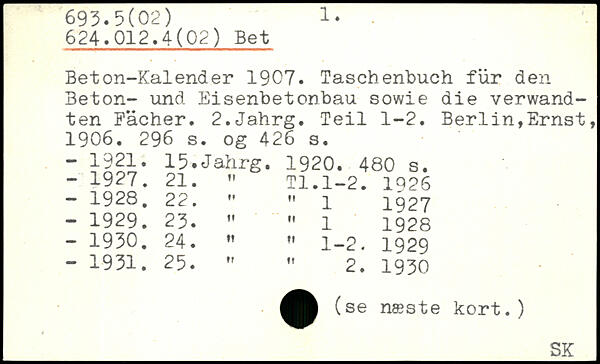 693.5(02) 1.
624.012.4(02) Bet
Beton-Kalender 1907. Taschenbuch für den
Beton- und Eisenbetonbau sowie die verwand-
ten Fächer. 2.Jahrg. Teil 1-2. Berlin,Ernst,
1906. 296 s. og 426 s.
- 1921. 15.Jahrg. 1920. 480 s.
- 1927. 21. " Tl.1-2. 1926
- 1928. 22. " " 1 1927
- 1929. 23. " " 1 1928
- 1930. 24. " " 1-2. 1929
- 1931. 25. " " 2. 1930
(se næste kort.)
SK